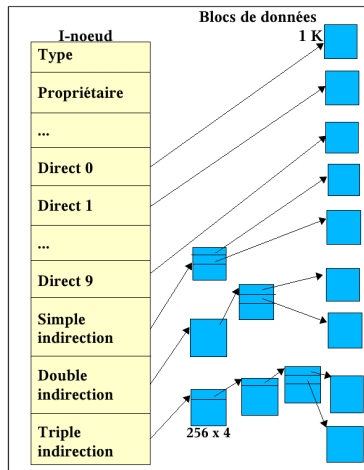 Blocs de données
I-noeud
1 K
Type
Propriétaire
...
Direct 0
Direct 1
...
Direct 9
Simple
indirection
Double
indirection
Triple
indirection
256 x 4